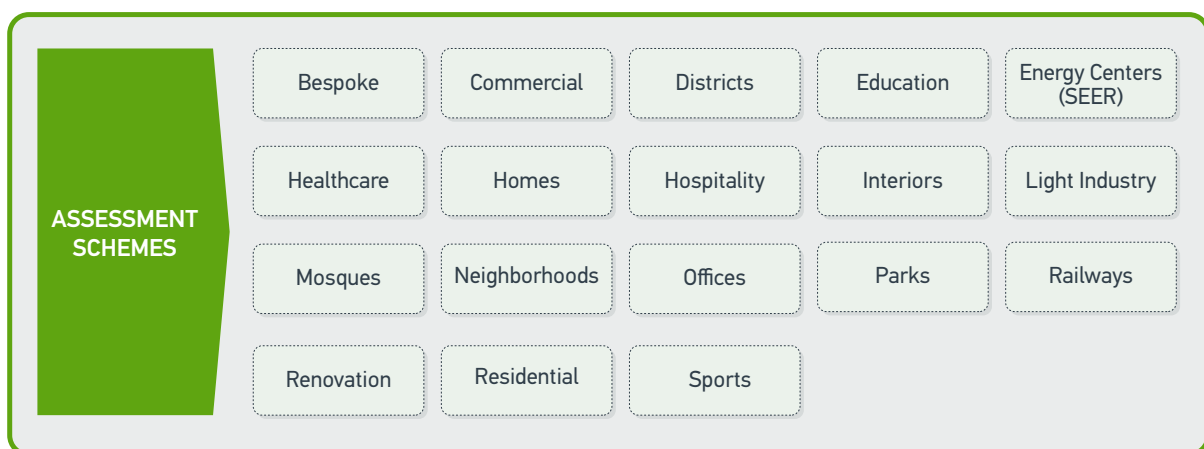 ASSESSMENT
SCHEMES
Bespoke
Commercial
Districts
Education
Energy Centers
(SEER)
Healthcare
Homes
Hospitality
Interiors
Light Industry
Mosques
Neighborhoods
Offices
Parks
Railways
Renovation
Residential
Sports